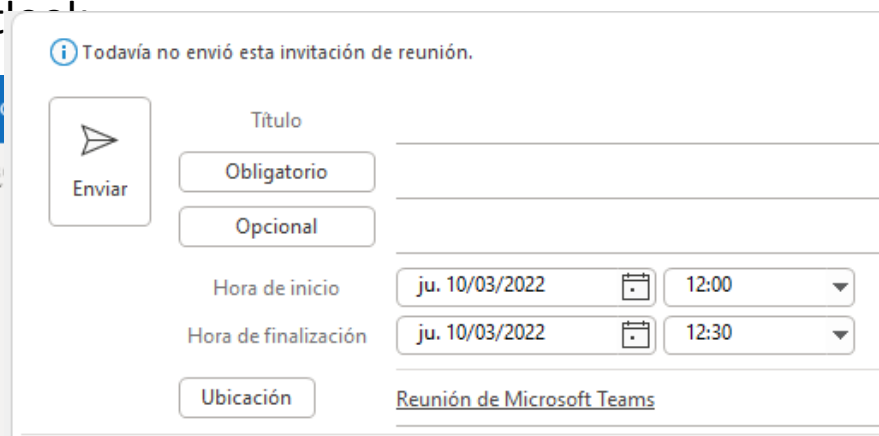 Todavía no envió esta invitación de reunión.
Título
Enviar
Obligatorio
Opcional
Hora de inicio ju. 10/03/2022 12:00
Hora de finalización ju. 10/03/2022 12:30
Ubicación Reunión de Microsoft Teams